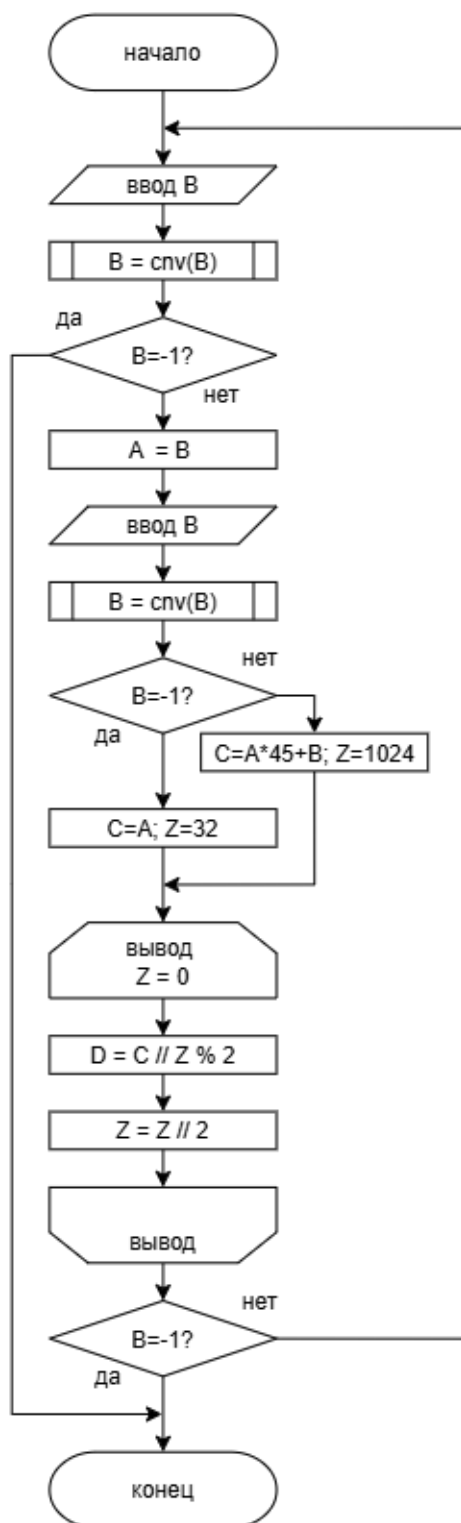 начало
ввод B
B = cnv(B)
да
B=-1?
нет
A = B
ввод B
B = cnv(B)
нет
B=-1?
да
C=A*45+B; Z=1024
C=A; Z=32
вывод
Z = 0
D = C // Z % 2
Z = Z // 2
вывод
нет
B=-1?
да
конец